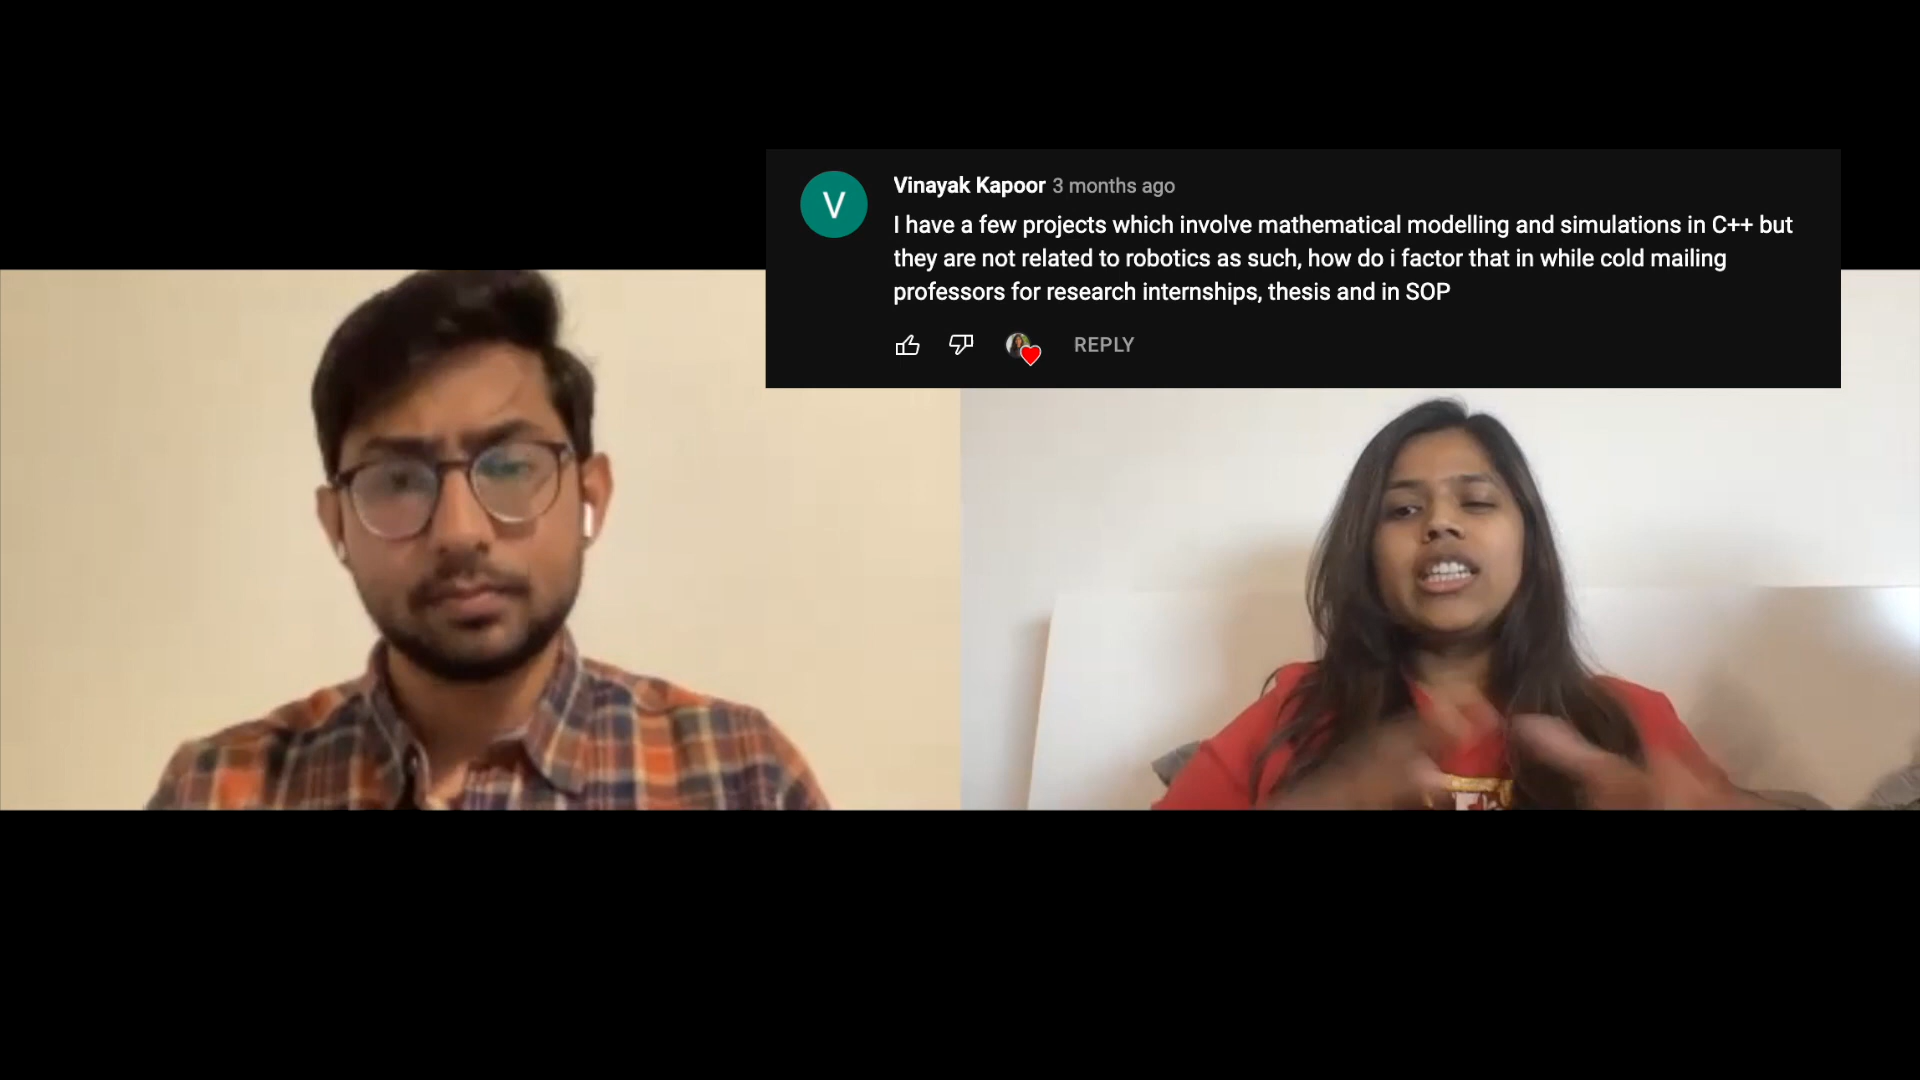 V
Vinayak Kapoor 3 months ago
I have a few projects which involve mathematical modelling and simulations in C++ but
they are not related to robotics as such, how do i factor that in while cold mailing
professors for research internships, thesis and in SOP
REPLY